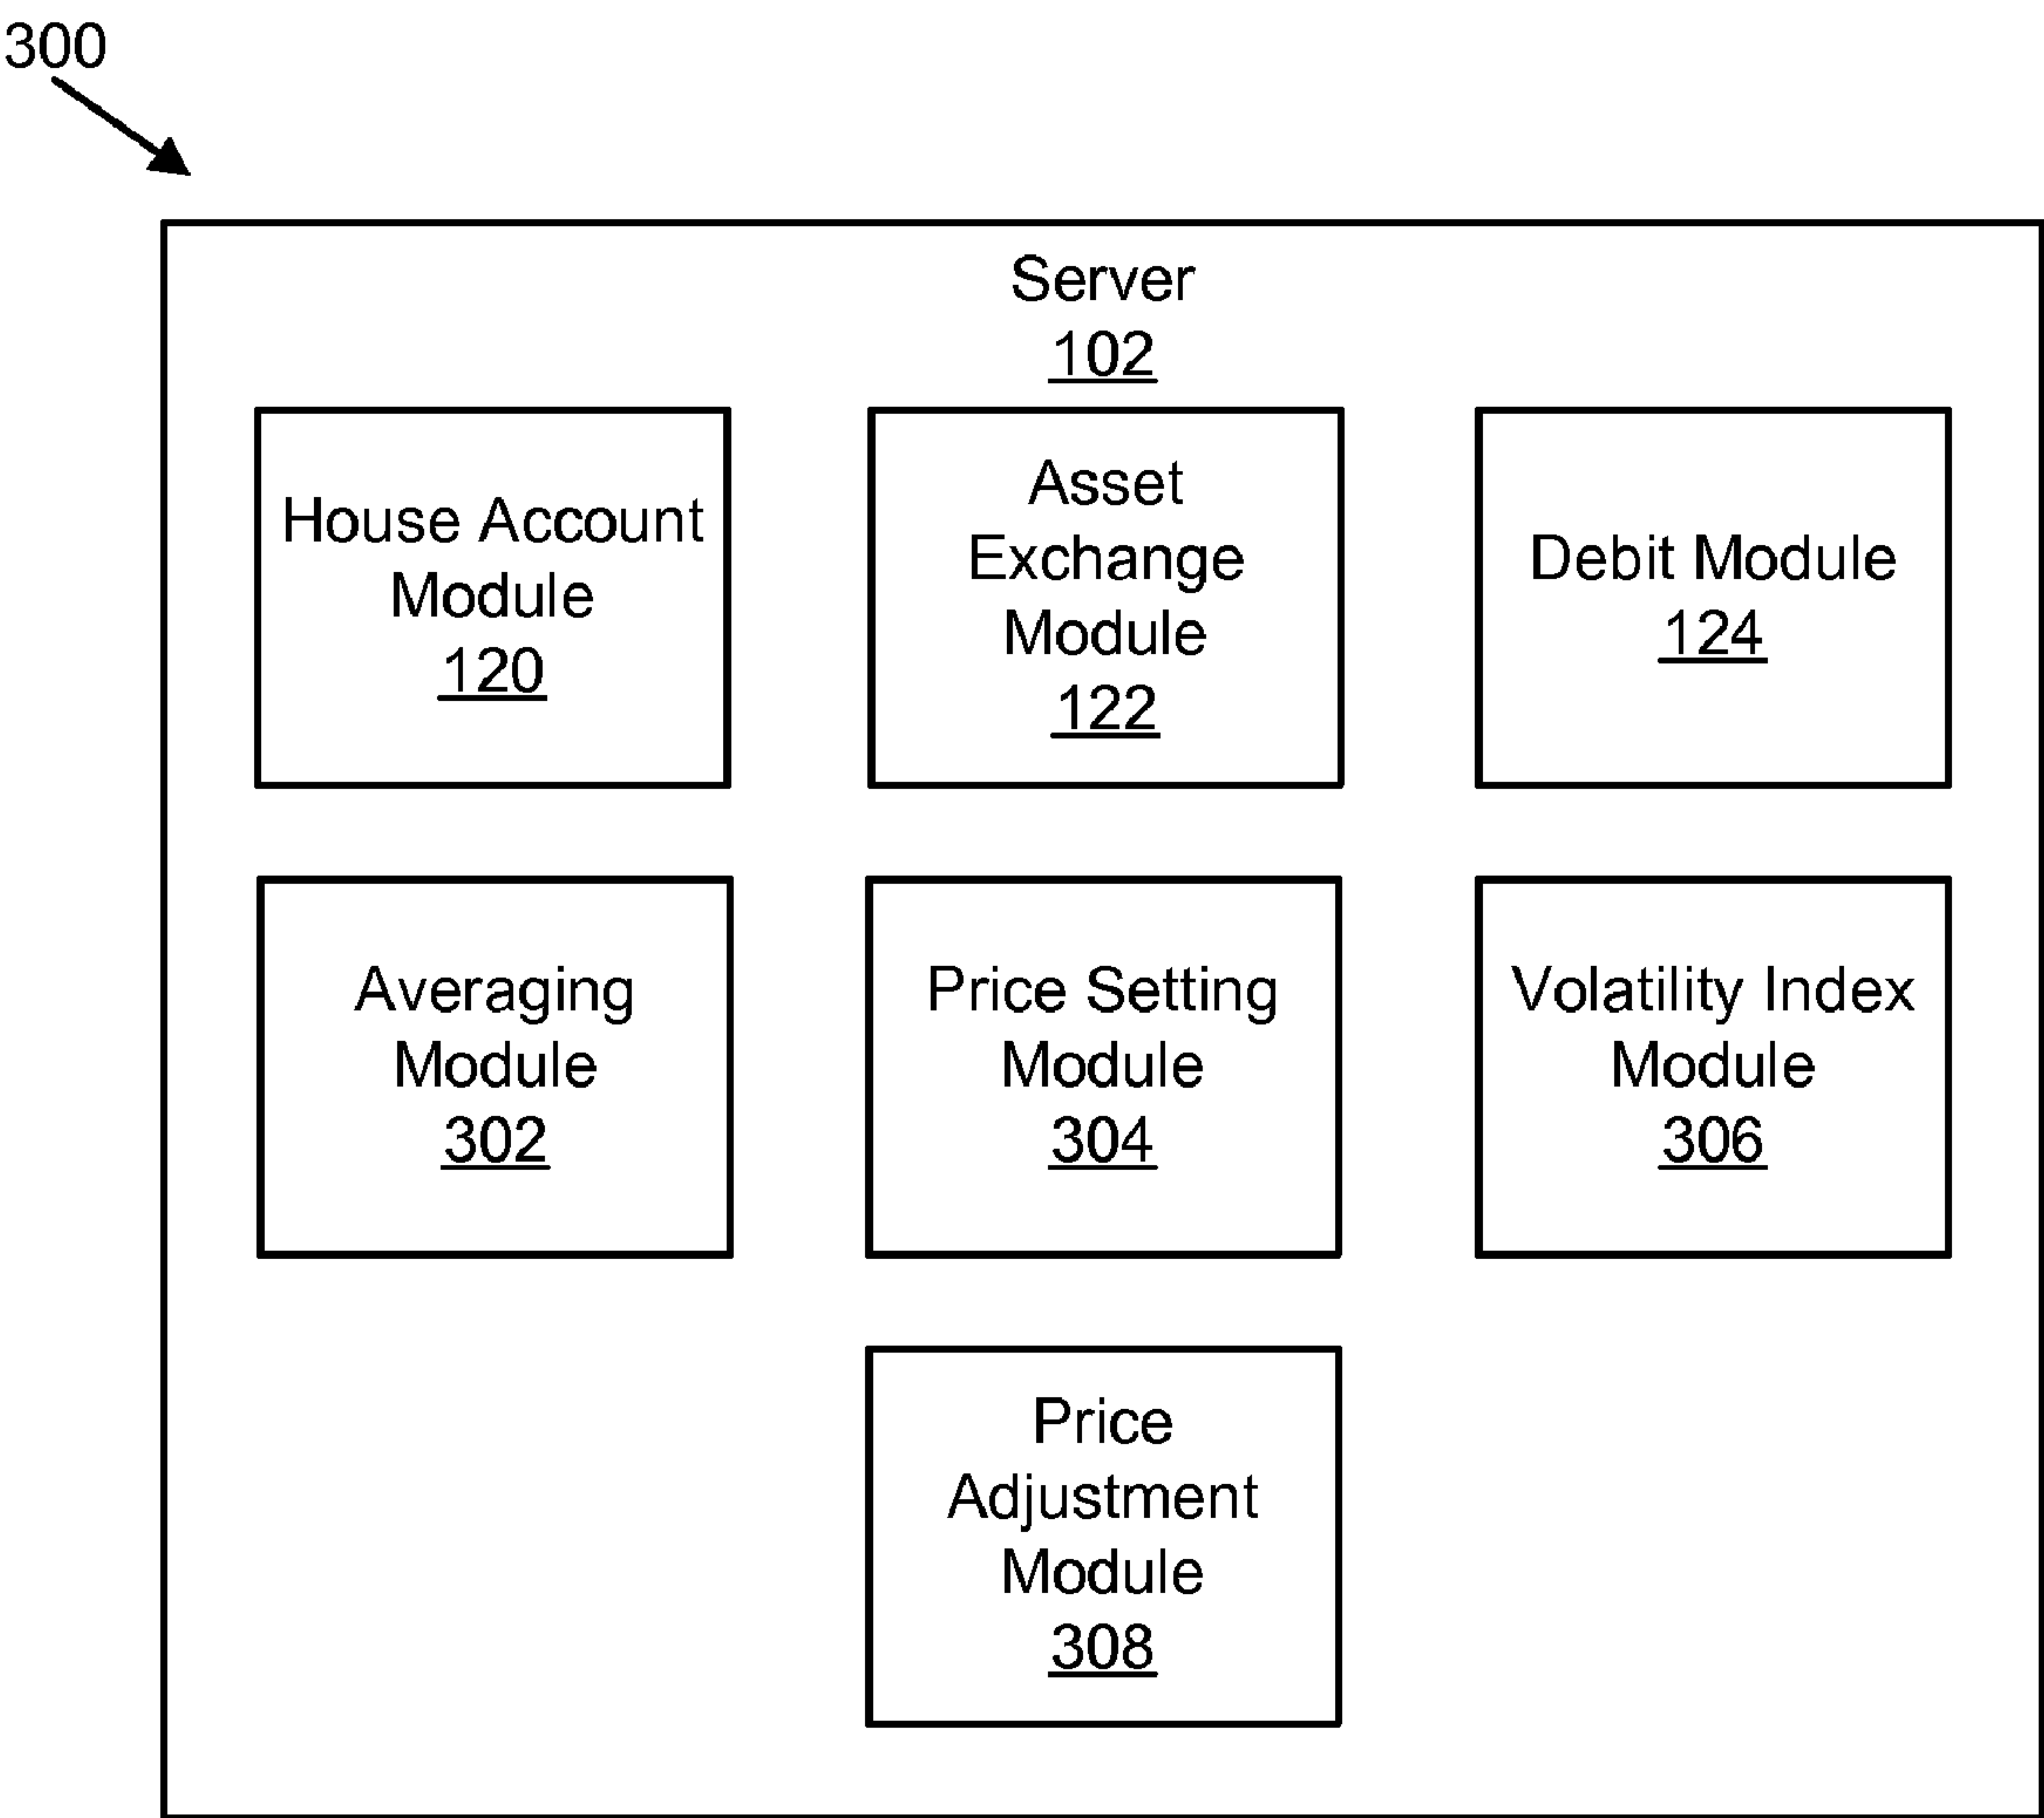 300
Server
102
House Account
Module
120
Asset
Exchange
Module
122
Debit Module
124
Averaging
Module
302
Price Setting
Module
304
Volatility Index
Module
306
Price
Adjustment
Module
308